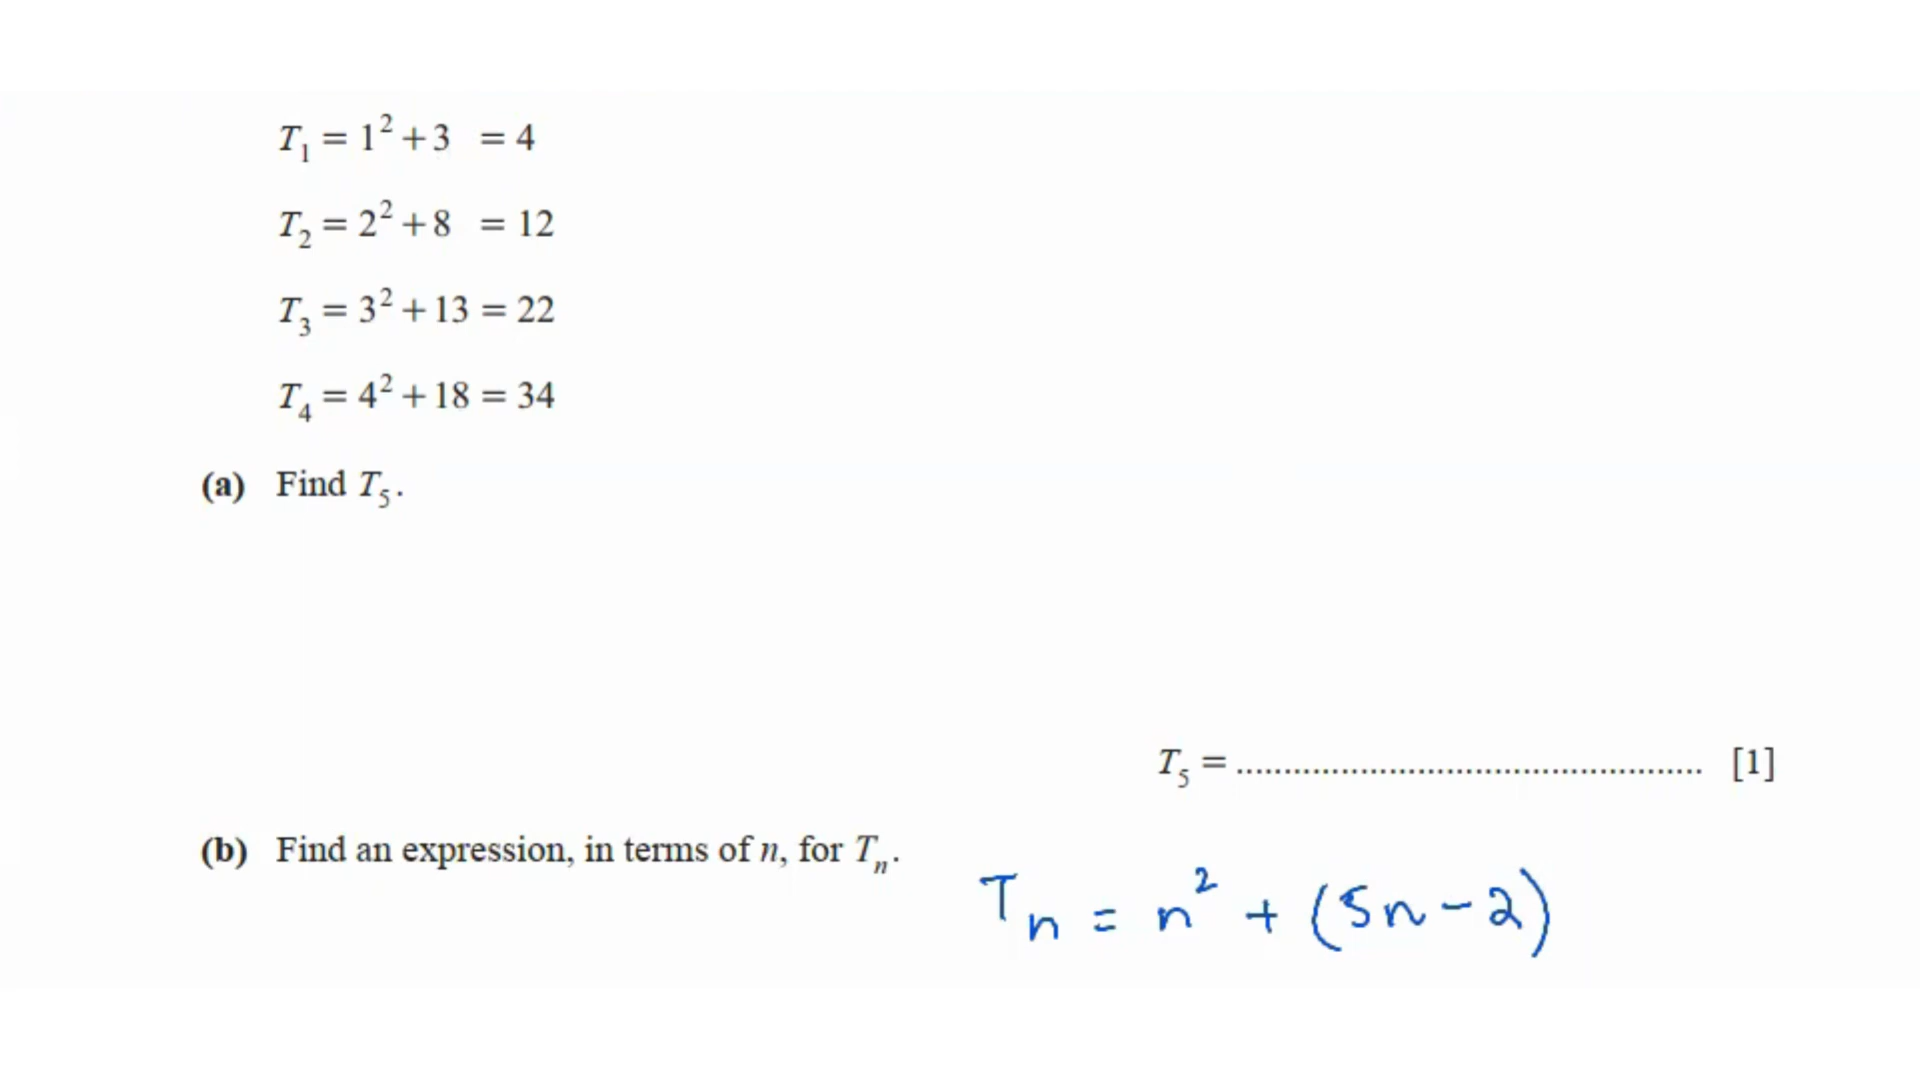 T₁ = 1² + 3 = 4
T₂ = 2² + 8 = 12
T₃ = 3² + 13 = 22
T₄ = 4² + 18 = 34
(a) Find T₅.
T₅ = ................................................ [1]
(b) Find an expression, in terms of n, for Tₙ.
Tₙ = n² + (5n - 2)